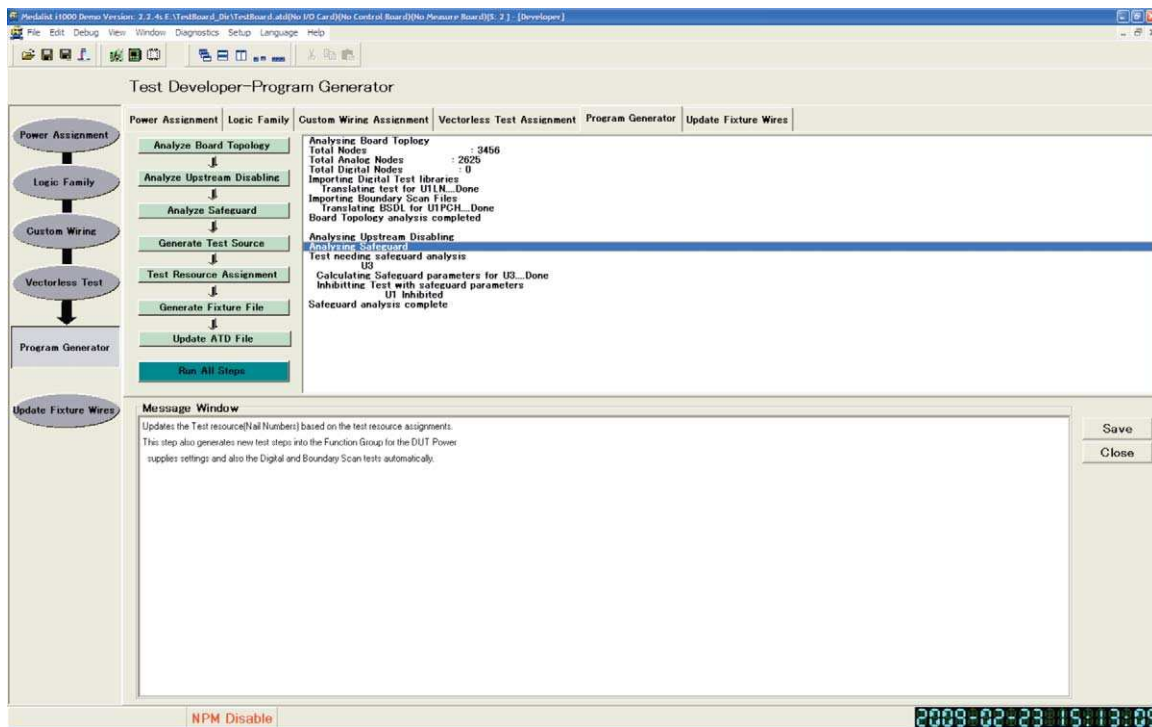 Medalist i1000 Demo Version: 2.2.4s E:\TestBoard_Dir\TestBoard.atd(No I/O Card)(No Control Board)(No Measure Board)[S: 2 ] - [Developer]
File Edit Debug View Window Diagnostics Setup Language Help
Test Developer-Program Generator
Power Assignment
Logic Family
Custom Wiring
Vectorless Test
Program Generator
Update Fixture Wires
Power Assignment Logic Family Custom Wiring Assignment Vectorless Test Assignment Program Generator Update Fixture Wires
Analyze Board Topology
Analyze Upstream Disabling
Analyze Safeguard
Generate Test Source
Test Resource Assignment
Generate Fixture File
Update ATD File
Run All Steps
Analysing Board Toplogy
Total Nodes : 3456
Total Analog Nodes : 2625
Total Digital Nodes : 0
Importing Digital Test libraries
Translating test for U1LN....Done
Importing Boundary Scan Files
Translating BSDL for U1PCH....Done
Board Topology analysis completed
Analysing Upstream Disabling
Analysing Safeguard
Test needing safeguard analysis
U3
Calculating Safeguard parameters for U3....Done
Inhibitting Test with safeguard parameters
U1 Inhibited
Safeguard analysis complete
Message Window
Updates the Test resource(Nail Numbers) based on the test resource assignments.
This step also generates new test steps into the Function Group for the DUT Power
supplies settings and also the Digital and Boundary Scan tests automatically.
Save
Close
NPM Disable
2009-02-23 15:13:09